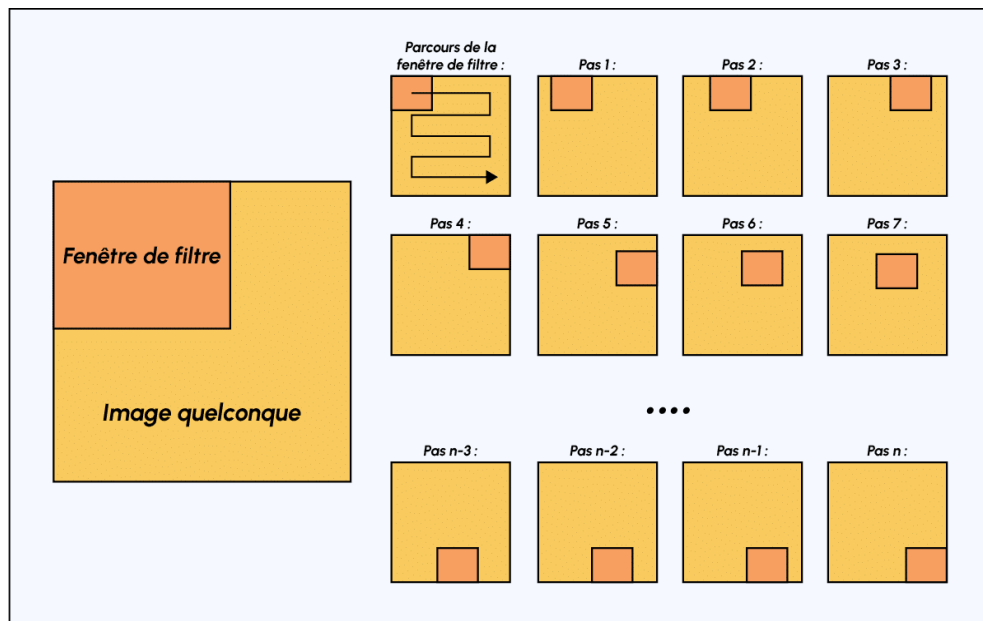 Parcours de la
fenêtre de filtre :
Pas 1 :
Pas 2 :
Pas 3 :
Fenêtre de filtre
Image quelconque
Pas 4 :
Pas 5 :
Pas 6 :
Pas 7 :
....
Pas n-3 :
Pas n-2 :
Pas n-1 :
Pas n :